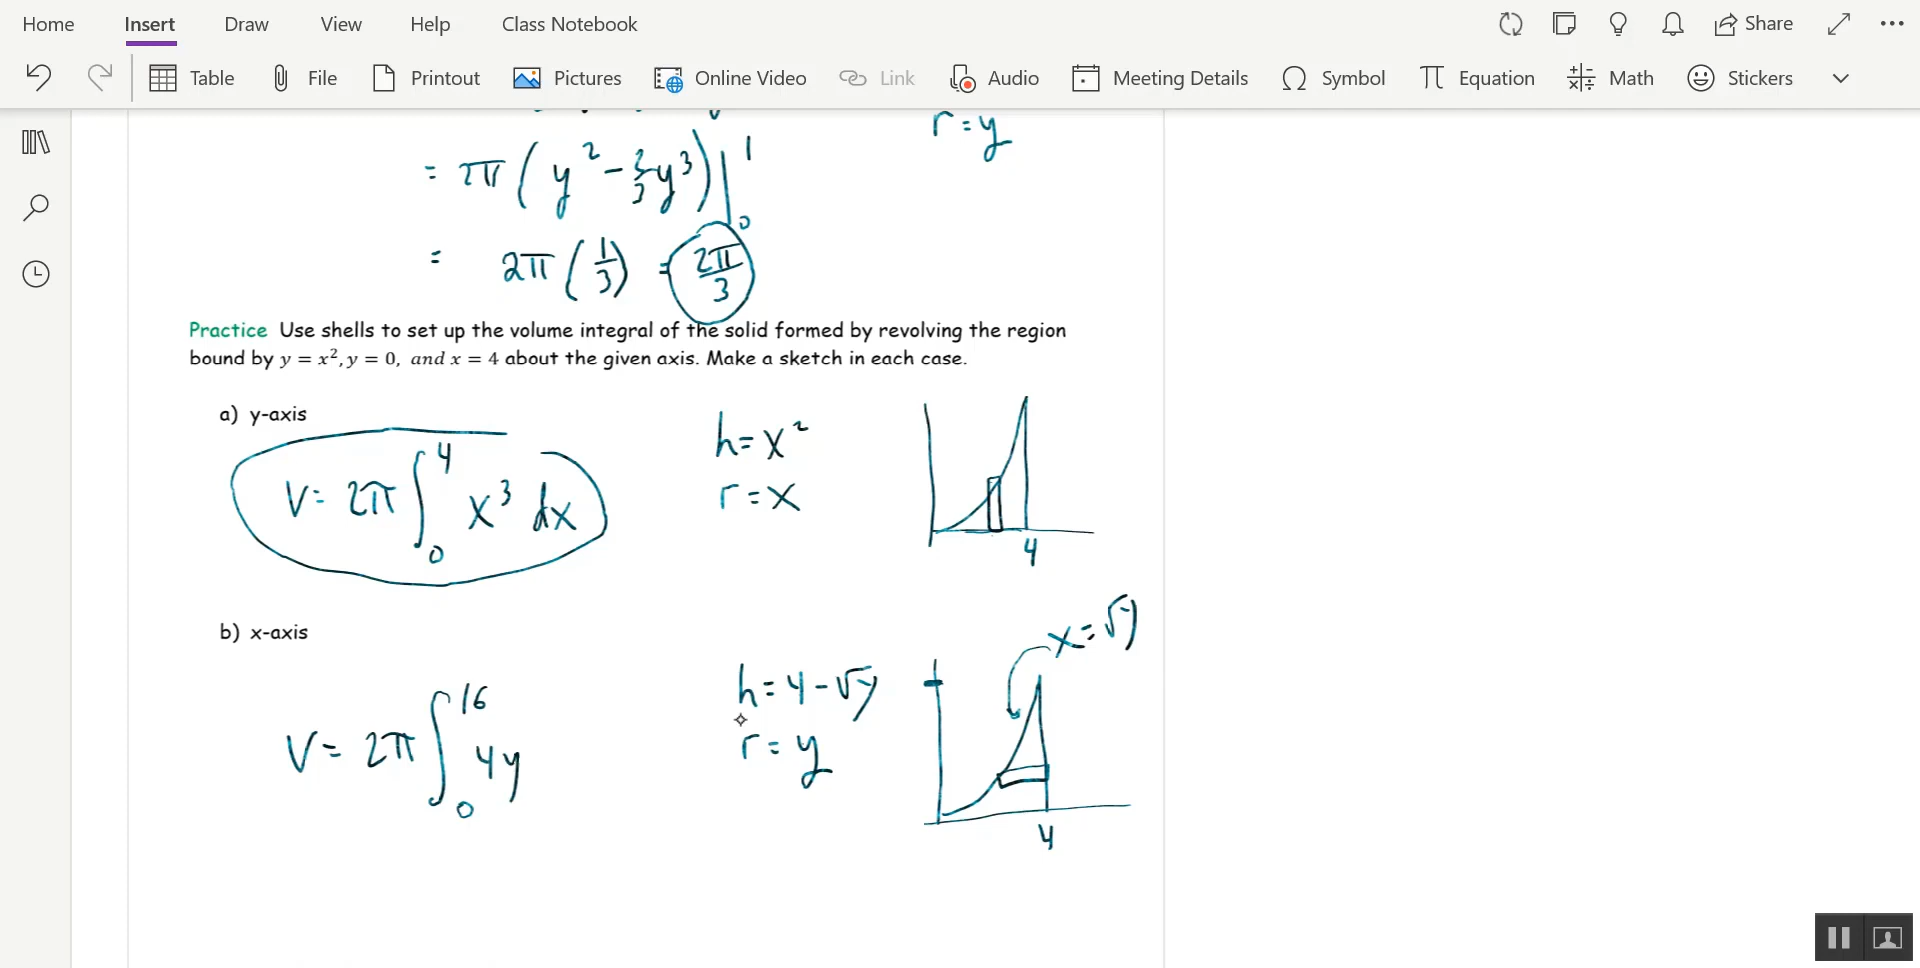 Home Insert Draw View Help Class Notebook Share
Table File Printout Pictures Online Video Link Audio Meeting Details Symbol Equation Math Stickers
r = y
= 2π ( y² - 2/3 y³ ) |₀¹
= 2π ( 1/3 ) = 2π/3
Practice Use shells to set up the volume integral of the solid formed by revolving the region
bound by y = x², y = 0, and x = 4 about the given axis. Make a sketch in each case.
a) y-axis
h = x²
V = 2π ∫₀⁴ x³ dx
r = x
4
b) x-axis
x = √y
h = 4 - √y
V = 2π ∫₀¹⁶ 4y
r = y
4